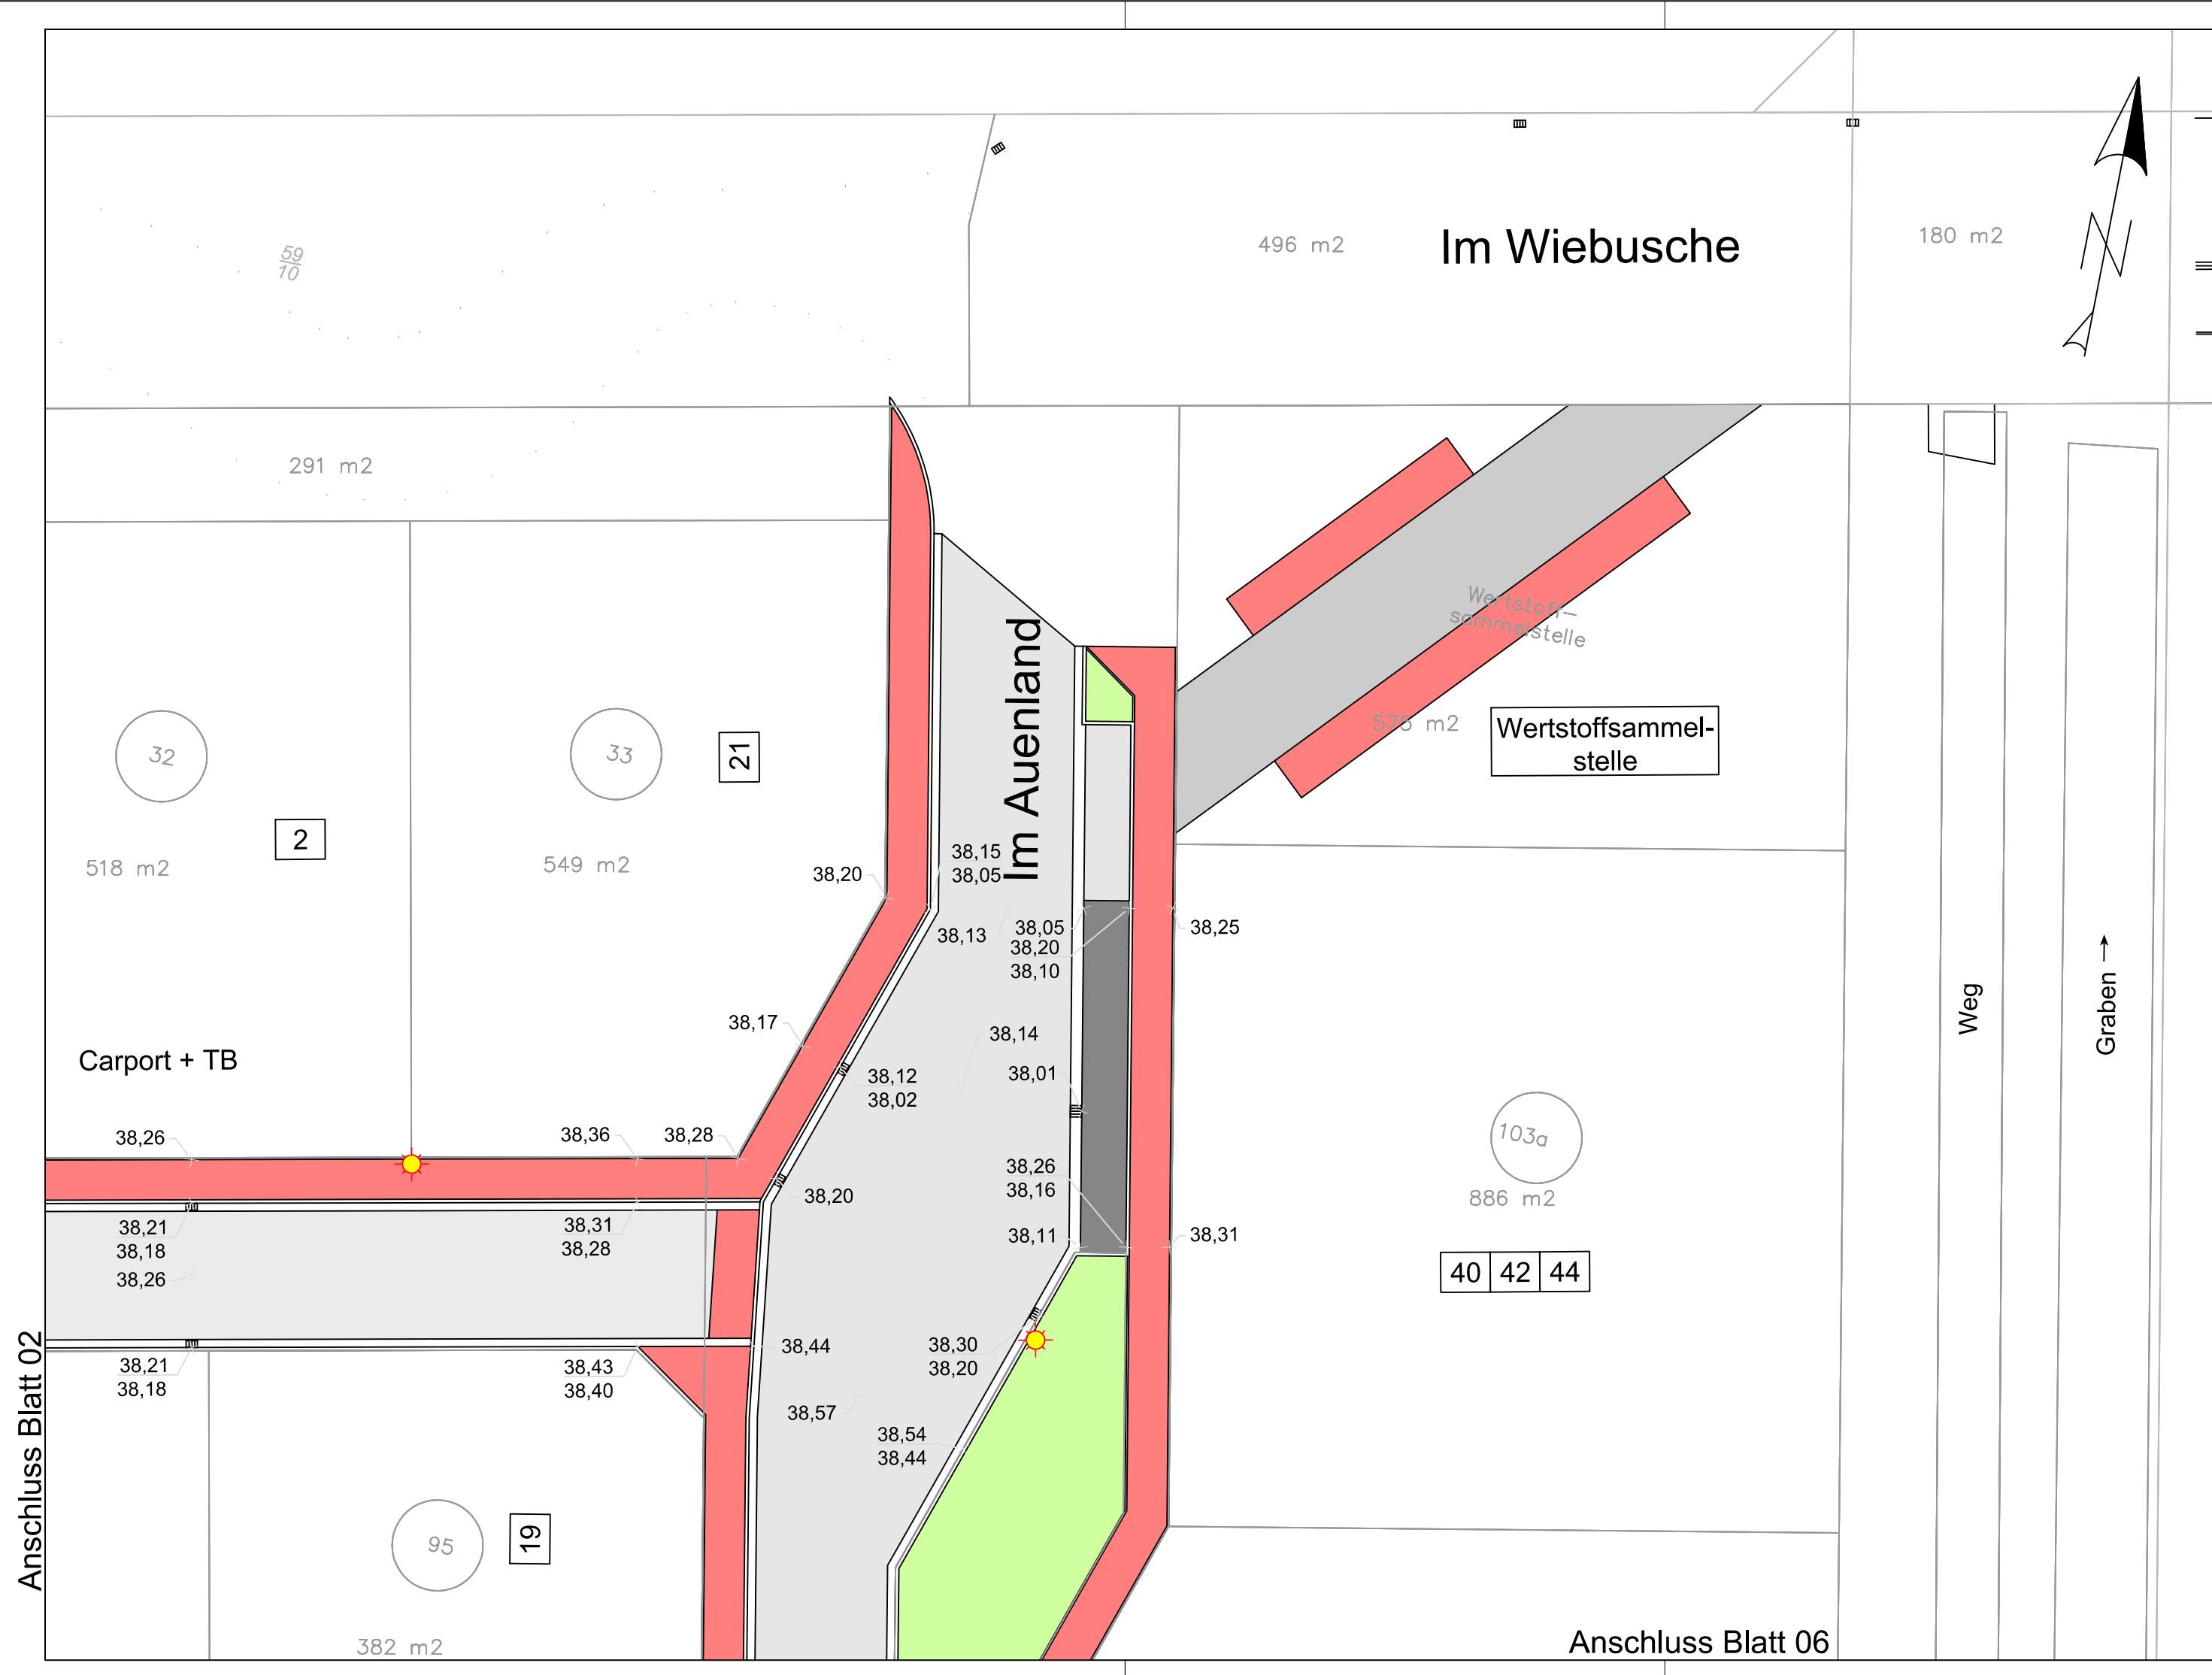 Im Wiebusche
496 m2
180 m2
59
10
291 m2
Im Auenland
Wertstoff-
sammelstelle
575 m2
Wertstoffsammel-
stelle
32
33
21
2
518 m2
549 m2
38,20
38,15
38,05
38,13
38,05
38,20
38,10
38,25
38,17
38,14
38,12
38,02
38,01
Carport + TB
Weg
Graben
38,26
38,36
38,28
38,20
38,26
38,16
38,11
38,31
103a
886 m2
40 42 44
38,21
38,18
38,26
38,31
38,28
38,21
38,18
38,43
38,40
38,44
38,30
38,20
38,57
38,54
38,44
95
19
382 m2
Anschluss Blatt 02
Anschluss Blatt 06